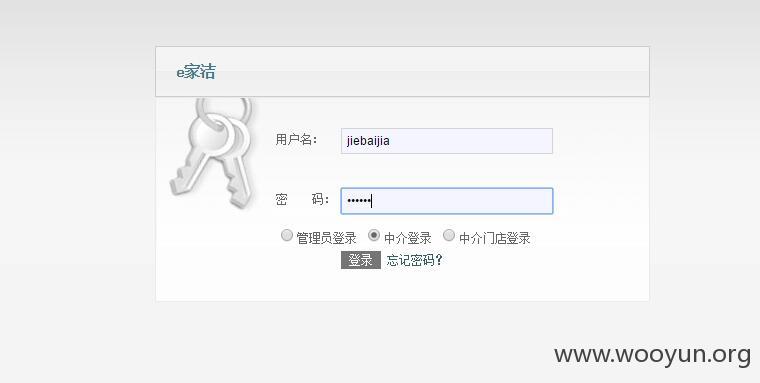 e家洁
用户名： jiebaijia
密 码： ••••••
管理员登录 中介登录 中介门店登录
登录 忘记密码？
www.wooyun.org